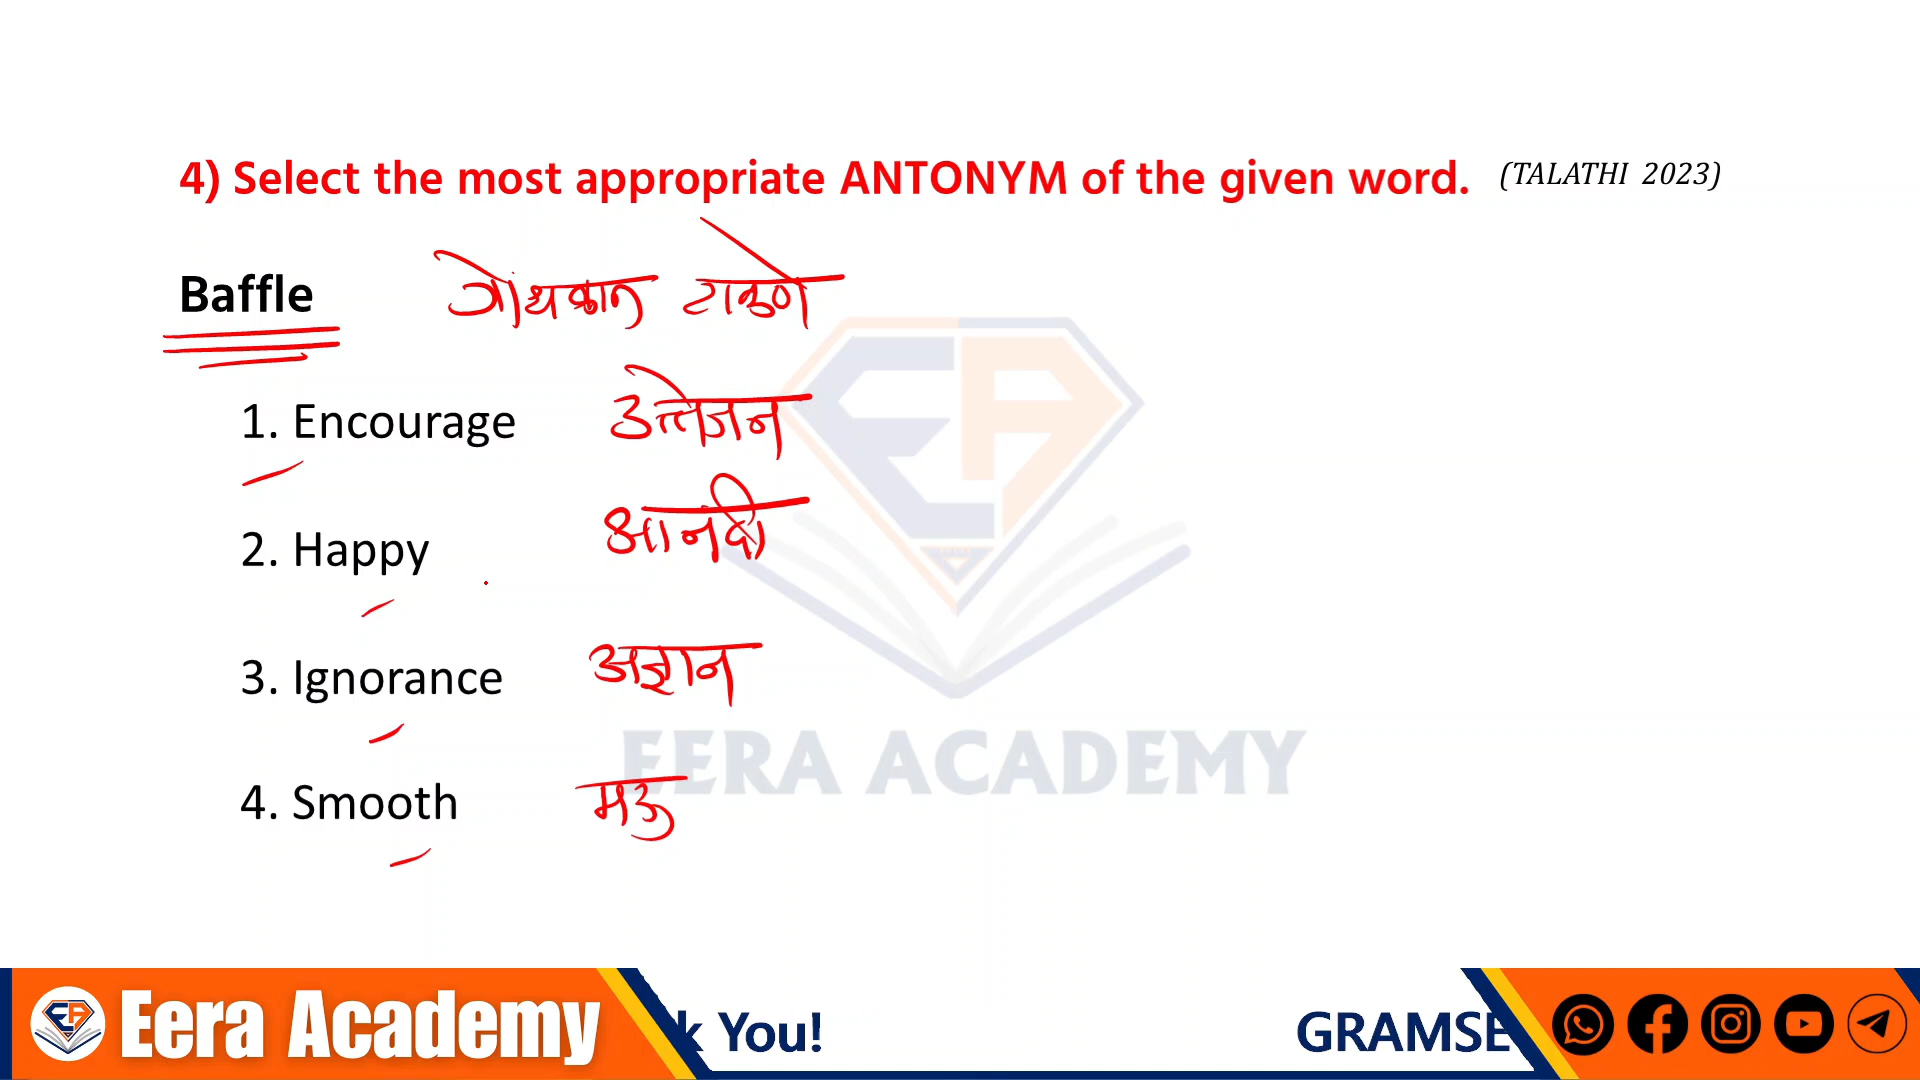 4) Select the most appropriate ANTONYM of the given word. (TALATHI 2023)
Baffle गोंधळात टाकणे
1. Encourage उत्तेजन
2. Happy आनंदी
3. Ignorance अज्ञान
4. Smooth मऊ
EERA ACADEMY
Eera Academy k You! GRAMSE